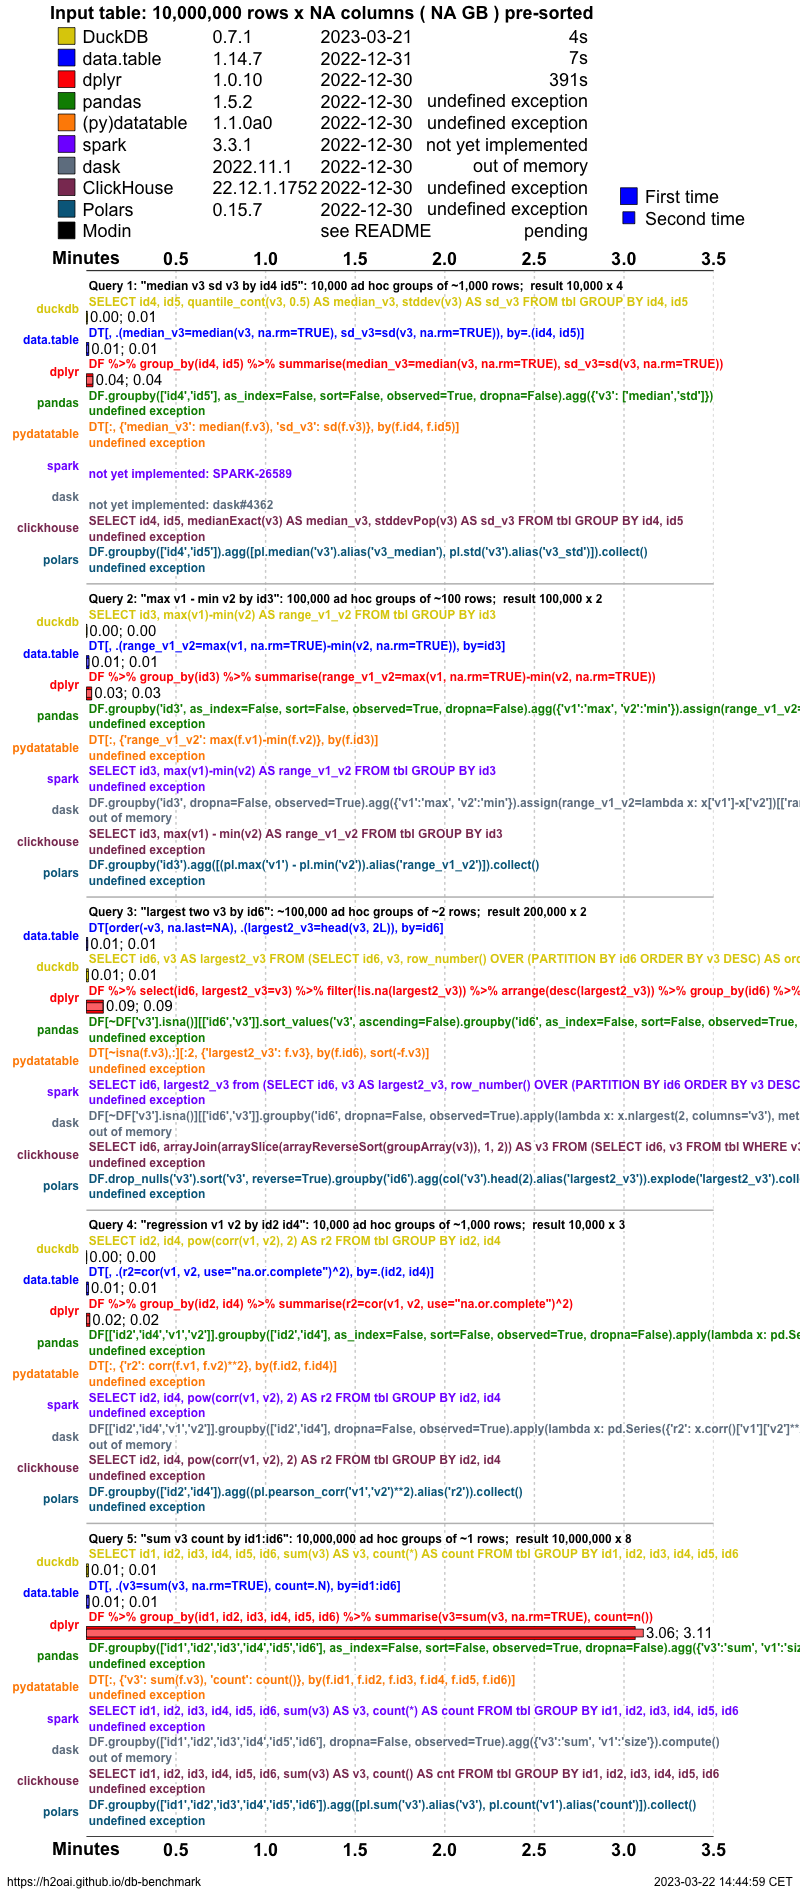 Input table: 10,000,000 rows x NA columns ( NA GB ) pre-sorted
DuckDB 0.7.1 2023-03-21 4s
data.table 1.14.7 2022-12-31 7s
dplyr 1.0.10 2022-12-30 391s
pandas 1.5.2 2022-12-30 undefined exception
(py)datatable 1.1.0a0 2022-12-30 undefined exception
spark 3.3.1 2022-12-30 not yet implemented
dask 2022.11.1 2022-12-30 out of memory
ClickHouse 22.12.1.1752 2022-12-30 undefined exception
Polars 0.15.7 2022-12-30 undefined exception
Modin see README pending
First time
Second time
Minutes 0.5 1.0 1.5 2.0 2.5 3.0 3.5
Query 1: "median v3 sd v3 by id4 id5": 10,000 ad hoc groups of ~1,000 rows; result 10,000 x 4
duckdb SELECT id4, id5, quantile_cont(v3, 0.5) AS median_v3, stddev(v3) AS sd_v3 FROM tbl GROUP BY id4, id5
0.00; 0.01
data.table DT[, .(median_v3=median(v3, na.rm=TRUE), sd_v3=sd(v3, na.rm=TRUE)), by=.(id4, id5)]
0.01; 0.01
dplyr DF %>% group_by(id4, id5) %>% summarise(median_v3=median(v3, na.rm=TRUE), sd_v3=sd(v3, na.rm=TRUE))
0.04; 0.04
pandas DF.groupby(['id4','id5'], as_index=False, sort=False, observed=True, dropna=False).agg({'v3': ['median','std']})
undefined exception
pydatatable DT[:, {'median_v3': median(f.v3), 'sd_v3': sd(f.v3)}, by(f.id4, f.id5)]
undefined exception
spark
not yet implemented: SPARK-26589
dask
not yet implemented: dask#4362
clickhouse SELECT id4, id5, medianExact(v3) AS median_v3, stddevPop(v3) AS sd_v3 FROM tbl GROUP BY id4, id5
undefined exception
polars DF.groupby(['id4','id5']).agg([pl.median('v3').alias('v3_median'), pl.std('v3').alias('v3_std')]).collect()
undefined exception
Query 2: "max v1 - min v2 by id3": 100,000 ad hoc groups of ~100 rows; result 100,000 x 2
duckdb SELECT id3, max(v1)-min(v2) AS range_v1_v2 FROM tbl GROUP BY id3
0.00; 0.00
data.table DT[, .(range_v1_v2=max(v1, na.rm=TRUE)-min(v2, na.rm=TRUE)), by=id3]
0.01; 0.01
dplyr DF %>% group_by(id3) %>% summarise(range_v1_v2=max(v1, na.rm=TRUE)-min(v2, na.rm=TRUE))
0.03; 0.03
pandas DF.groupby('id3', as_index=False, sort=False, observed=True, dropna=False).agg({'v1':'max', 'v2':'min'}).assign(range_v1_v2=
undefined exception
pydatatable DT[:, {'range_v1_v2': max(f.v1)-min(f.v2)}, by(f.id3)]
undefined exception
spark SELECT id3, max(v1)-min(v2) AS range_v1_v2 FROM tbl GROUP BY id3
undefined exception
dask DF.groupby('id3', dropna=False, observed=True).agg({'v1':'max', 'v2':'min'}).assign(range_v1_v2=lambda x: x['v1']-x['v2'])[['ra
out of memory
clickhouse SELECT id3, max(v1) - min(v2) AS range_v1_v2 FROM tbl GROUP BY id3
undefined exception
polars DF.groupby('id3').agg([(pl.max('v1') - pl.min('v2')).alias('range_v1_v2')]).collect()
undefined exception
Query 3: "largest two v3 by id6": ~100,000 ad hoc groups of ~2 rows; result 200,000 x 2
data.table DT[order(-v3, na.last=NA), .(largest2_v3=head(v3, 2L)), by=id6]
0.01; 0.01
duckdb SELECT id6, v3 AS largest2_v3 FROM (SELECT id6, v3, row_number() OVER (PARTITION BY id6 ORDER BY v3 DESC) AS ord
0.01; 0.01
dplyr DF %>% select(id6, largest2_v3=v3) %>% filter(!is.na(largest2_v3)) %>% arrange(desc(largest2_v3)) %>% group_by(id6) %>%
0.09; 0.09
pandas DF[~DF['v3'].isna()][['id6','v3']].sort_values('v3', ascending=False).groupby('id6', as_index=False, sort=False, observed=True,
undefined exception
pydatatable DT[~isna(f.v3),:][:2, {'largest2_v3': f.v3}, by(f.id6), sort(-f.v3)]
undefined exception
spark SELECT id6, largest2_v3 from (SELECT id6, v3 AS largest2_v3, row_number() OVER (PARTITION BY id6 ORDER BY v3 DESC
undefined exception
dask DF[~DF['v3'].isna()][['id6','v3']].groupby('id6', dropna=False, observed=True).apply(lambda x: x.nlargest(2, columns='v3'), met
out of memory
clickhouse SELECT id6, arrayJoin(arraySlice(arrayReverseSort(groupArray(v3)), 1, 2)) AS v3 FROM (SELECT id6, v3 FROM tbl WHERE v3
undefined exception
polars DF.drop_nulls('v3').sort('v3', reverse=True).groupby('id6').agg(col('v3').head(2).alias('largest2_v3')).explode('largest2_v3').coll
undefined exception
Query 4: "regression v1 v2 by id2 id4": 10,000 ad hoc groups of ~1,000 rows; result 10,000 x 3
duckdb SELECT id2, id4, pow(corr(v1, v2), 2) AS r2 FROM tbl GROUP BY id2, id4
0.00; 0.00
data.table DT[, .(r2=cor(v1, v2, use="na.or.complete")^2), by=.(id2, id4)]
0.01; 0.01
dplyr DF %>% group_by(id2, id4) %>% summarise(r2=cor(v1, v2, use="na.or.complete")^2)
0.02; 0.02
pandas DF[['id2','id4','v1','v2']].groupby(['id2','id4'], as_index=False, sort=False, observed=True, dropna=False).apply(lambda x: pd.Se
undefined exception
pydatatable DT[:, {'r2': corr(f.v1, f.v2)**2}, by(f.id2, f.id4)]
undefined exception
spark SELECT id2, id4, pow(corr(v1, v2), 2) AS r2 FROM tbl GROUP BY id2, id4
undefined exception
dask DF[['id2','id4','v1','v2']].groupby(['id2','id4'], dropna=False, observed=True).apply(lambda x: pd.Series({'r2': x.corr()['v1']['v2']**
out of memory
clickhouse SELECT id2, id4, pow(corr(v1, v2), 2) AS r2 FROM tbl GROUP BY id2, id4
undefined exception
polars DF.groupby(['id2','id4']).agg((pl.pearson_corr('v1','v2')**2).alias('r2')).collect()
undefined exception
Query 5: "sum v3 count by id1:id6": 10,000,000 ad hoc groups of ~1 rows; result 10,000,000 x 8
duckdb SELECT id1, id2, id3, id4, id5, id6, sum(v3) AS v3, count(*) AS count FROM tbl GROUP BY id1, id2, id3, id4, id5, id6
0.01; 0.01
data.table DT[, .(v3=sum(v3, na.rm=TRUE), count=.N), by=id1:id6]
0.01; 0.01
dplyr DF %>% group_by(id1, id2, id3, id4, id5, id6) %>% summarise(v3=sum(v3, na.rm=TRUE), count=n())
3.06; 3.11
pandas DF.groupby(['id1','id2','id3','id4','id5','id6'], as_index=False, sort=False, observed=True, dropna=False).agg({'v3':'sum', 'v1':'siz
undefined exception
pydatatable DT[:, {'v3': sum(f.v3), 'count': count()}, by(f.id1, f.id2, f.id3, f.id4, f.id5, f.id6)]
undefined exception
spark SELECT id1, id2, id3, id4, id5, id6, sum(v3) AS v3, count(*) AS count FROM tbl GROUP BY id1, id2, id3, id4, id5, id6
undefined exception
dask DF.groupby(['id1','id2','id3','id4','id5','id6'], dropna=False, observed=True).agg({'v3':'sum', 'v1':'size'}).compute()
out of memory
clickhouse SELECT id1, id2, id3, id4, id5, id6, sum(v3) AS v3, count() AS cnt FROM tbl GROUP BY id1, id2, id3, id4, id5, id6
undefined exception
polars DF.groupby(['id1','id2','id3','id4','id5','id6']).agg([pl.sum('v3').alias('v3'), pl.count('v1').alias('count')]).collect()
undefined exception
Minutes 0.5 1.0 1.5 2.0 2.5 3.0 3.5
https://h2oai.github.io/db-benchmark 2023-03-22 14:44:59 CET